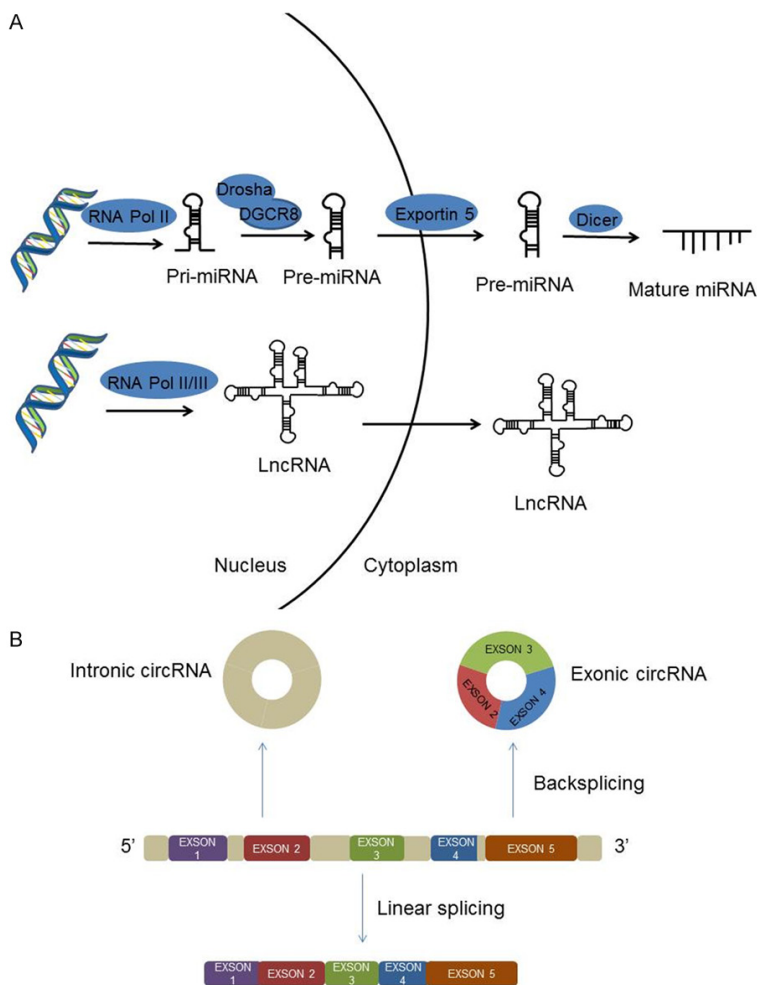 A
RNA Pol II
Drosha
DGCR8
Exportin 5
Dicer
Pri-miRNA
Pre-miRNA
Pre-miRNA
Mature miRNA
RNA Pol II/III
LncRNA
LncRNA
Nucleus
Cytoplasm
B
Intronic circRNA
EXSON 3
EXSON 2
EXSON 4
Exonic circRNA
Backsplicing
5’
EXSON
1
EXSON 2
EXSON
3
EXSON
4
EXSON 5
3’
Linear splicing
EXSON
1
EXSON 2
EXSON
3
EXSON
4
EXSON 5